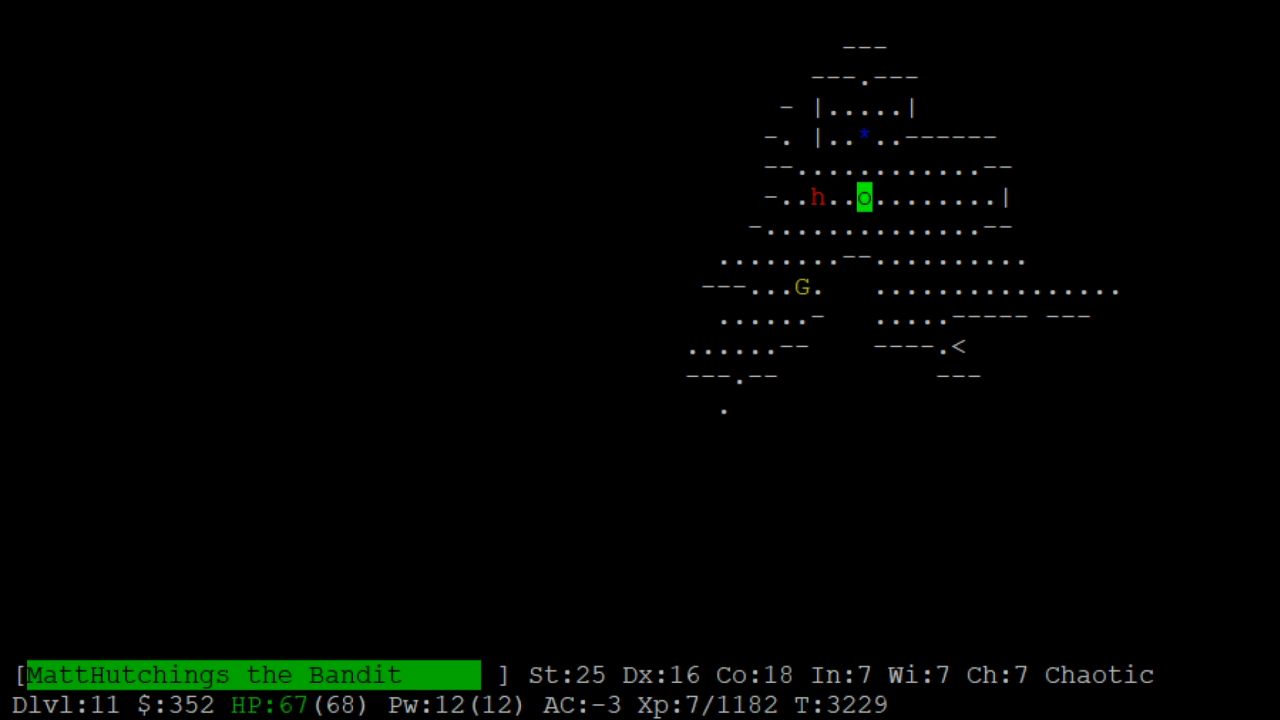 ---
---.---
- |.....|
-. |..*..------
--............--
-..h..o........|
-..............--
........--..........
---...G. ................
......- .....----- ---
......-- ----.<
---.-- ---
.
[MattHutchings the Bandit ] St:25 Dx:16 Co:18 In:7 Wi:7 Ch:7 Chaotic
Dlvl:11 $:352 HP:67(68) Pw:12(12) AC:-3 Xp:7/1182 T:3229